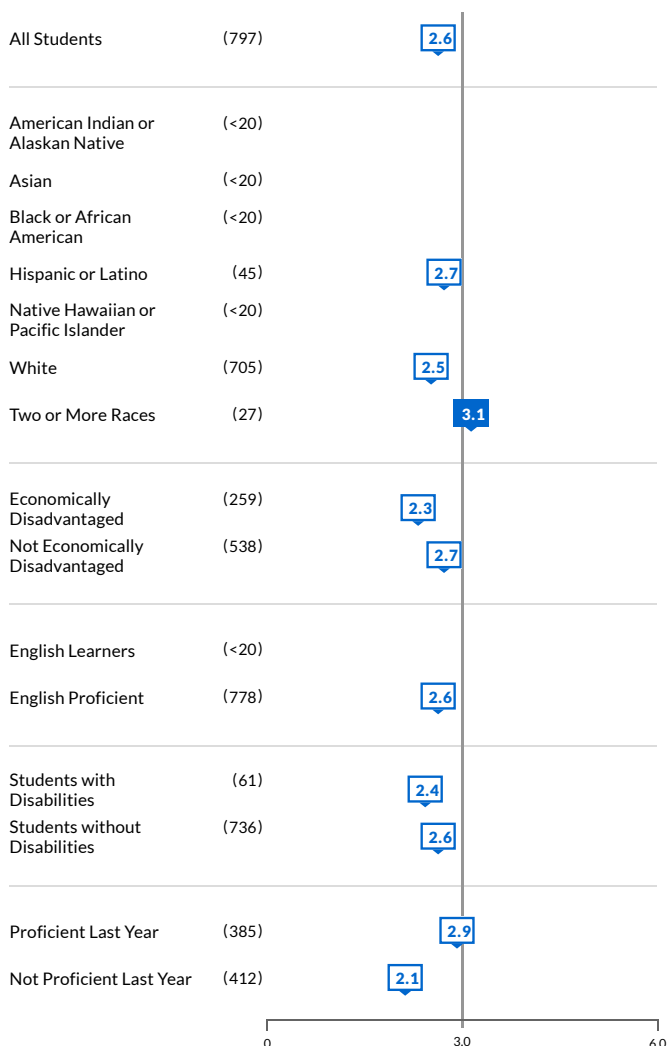 All Students (797) 2.6
American Indian or (<20)
Alaskan Native
Asian (<20)
Black or African (<20)
American
Hispanic or Latino (45) 2.7
Native Hawaiian or (<20)
Pacific Islander
White (705) 2.5
Two or More Races (27) 3.1
Economically (259) 2.3
Disadvantaged
Not Economically (538) 2.7
Disadvantaged
English Learners (<20)
English Proficient (778) 2.6
Students with (61) 2.4
Disabilities
Students without (736) 2.6
Disabilities
Proficient Last Year (385) 2.9
Not Proficient Last Year (412) 2.1
0 3.0 6.0